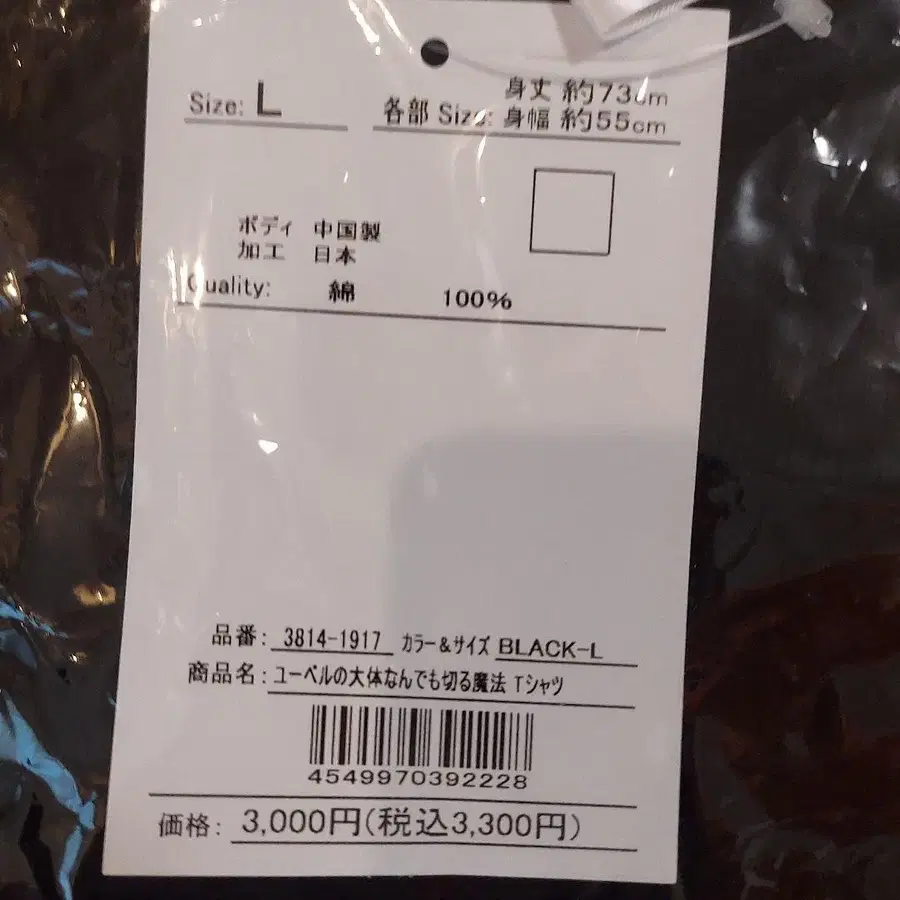 Size: L
各部 Size: 身丈 約73cm
身幅 約55cm
ボディ 中国製
加工 日本
Quality: 綿 100%
品番: 3814-1917 カラー&サイズ BLACK-L
商品名: ユーベルの大体なんでも切る魔法 Tシャツ
4549970392228
価格: 3,000円(税込3,300円)